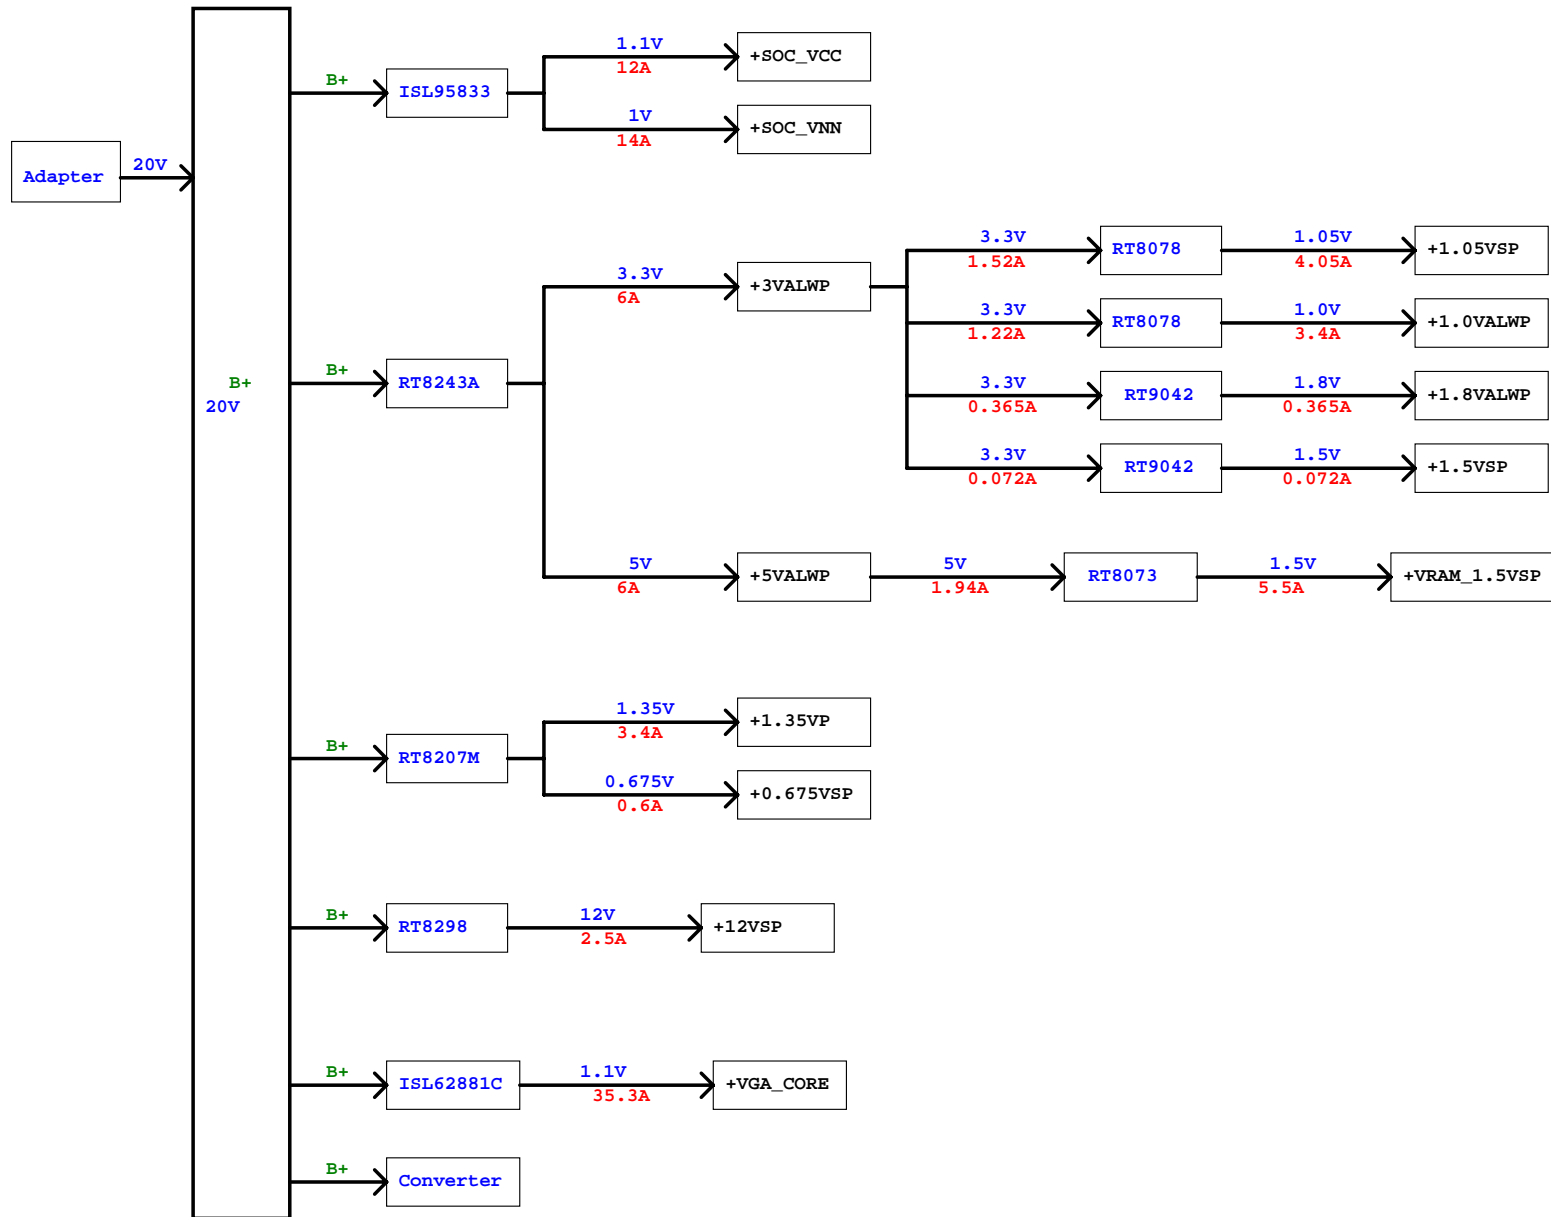 Adapter
20V
B+
20V
B+
ISL95833
1.1V
12A
+SOC_VCC
1V
14A
+SOC_VNN
B+
RT8243A
3.3V
6A
+3VALWP
3.3V
1.52A
RT8078
1.05V
4.05A
+1.05VSP
3.3V
1.22A
RT8078
1.0V
3.4A
+1.0VALWP
3.3V
0.365A
RT9042
1.8V
0.365A
+1.8VALWP
3.3V
0.072A
RT9042
1.5V
0.072A
+1.5VSP
5V
6A
+5VALWP
5V
1.94A
RT8073
1.5V
5.5A
+VRAM_1.5VSP
B+
RT8207M
1.35V
3.4A
+1.35VP
0.675V
0.6A
+0.675VSP
B+
RT8298
12V
2.5A
+12VSP
B+
ISL62881C
1.1V
35.3A
+VGA_CORE
B+
Converter